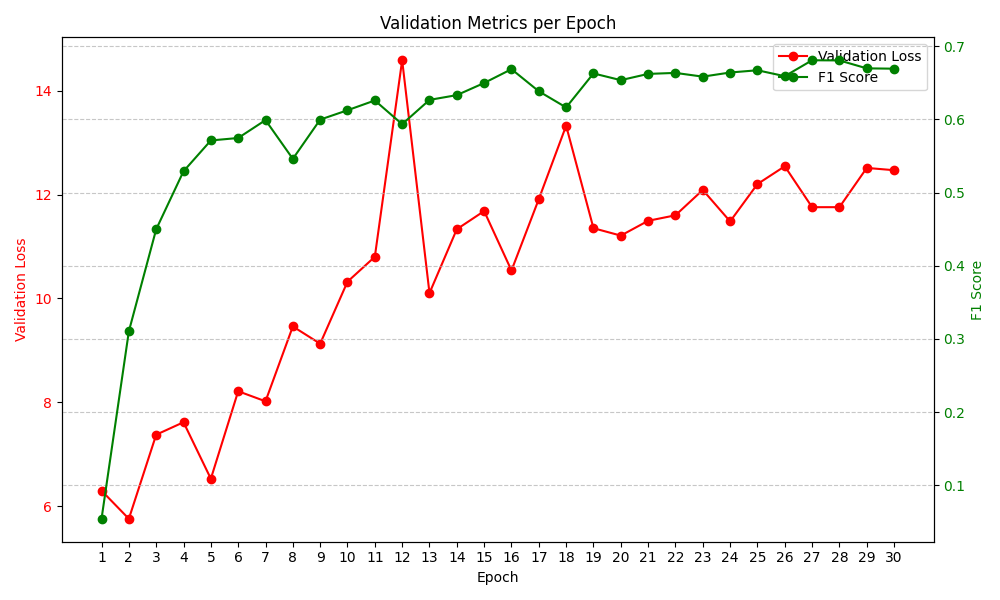 Validation Metrics per Epoch
Validation Loss
F1 Score
14
12
10
8
6
Validation Loss
0.7
0.6
0.5
0.4
0.3
0.2
0.1
F1 Score
1 2 3 4 5 6 7 8 9 10 11 12 13 14 15 16 17 18 19 20 21 22 23 24 25 26 27 28 29 30
Epoch